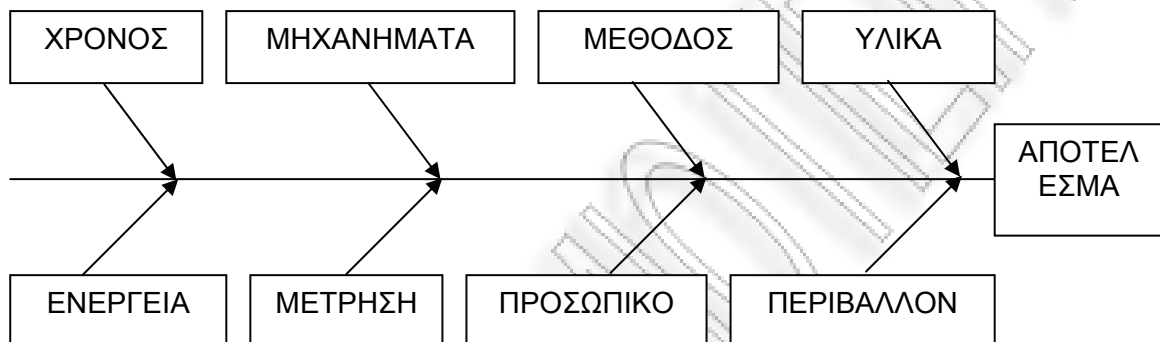 ΧΡΟΝΟΣ
ΜΗΧΑΝΗΜΑΤΑ
ΜΕΘΟΔΟΣ
ΥΛΙΚΑ
ΑΠΟΤΕΛ
ΕΣΜΑ
ΕΝΕΡΓΕΙΑ
ΜΕΤΡΗΣΗ
ΠΡΟΣΩΠΙΚΟ
ΠΕΡΙΒΑΛΛΟΝ